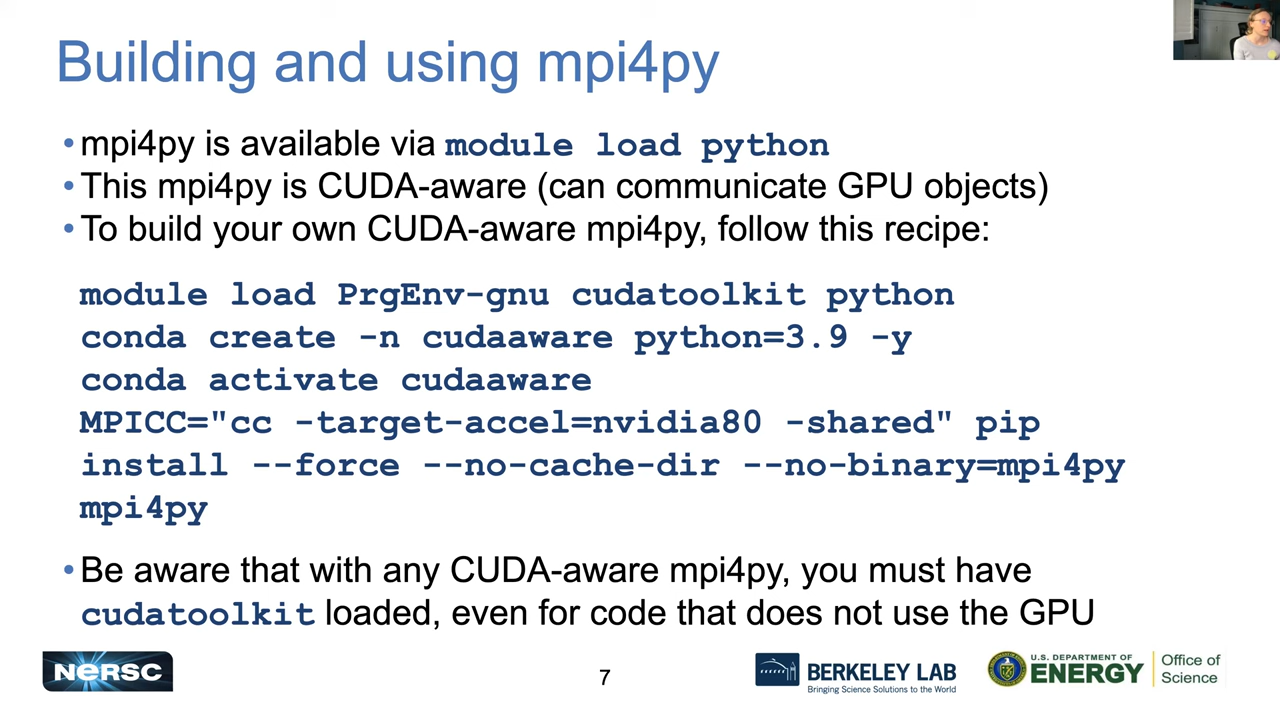 Building and using mpi4py
• mpi4py is available via module load python
• This mpi4py is CUDA-aware (can communicate GPU objects)
• To build your own CUDA-aware mpi4py, follow this recipe:
module load PrgEnv-gnu cudatoolkit python
conda create -n cudaaware python=3.9 -y
conda activate cudaaware
MPICC="cc -target-accel=nvidia80 -shared" pip
install --force --no-cache-dir --no-binary=mpi4py
mpi4py
• Be aware that with any CUDA-aware mpi4py, you must have
cudatoolkit loaded, even for code that does not use the GPU
NERSC
7
BERKELEY LAB
Bringing Science Solutions to the World
U.S. DEPARTMENT OF
ENERGY
Office of
Science